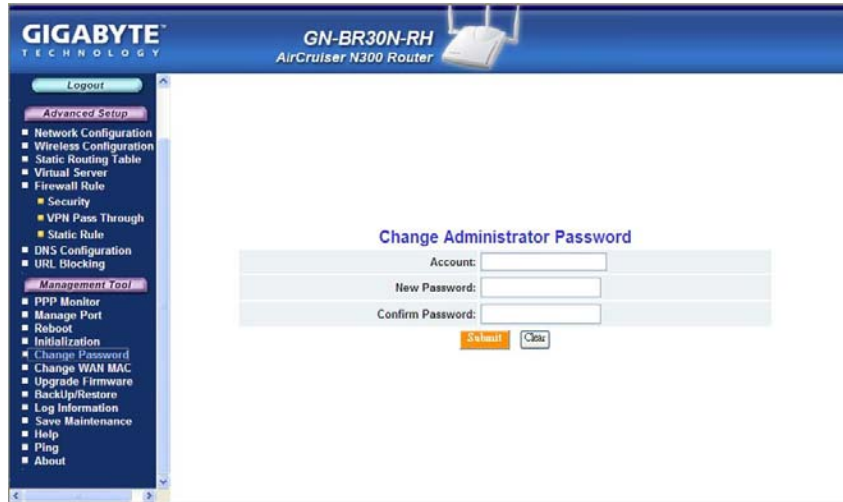 GIGABYTE™
TECHNOLOGY
GN-BR30N-RH
AirCruiser N300 Router
Logout
Advanced Setup
Network Configuration
Wireless Configuration
Static Routing Table
Virtual Server
Firewall Rule
Security
VPN Pass Through
Static Rule
DNS Configuration
URL Blocking
Management Tool
PPP Monitor
Manage Port
Reboot
Initialization
Change Password
Change WAN MAC
Upgrade Firmware
BackUp/Restore
Log Information
Save Maintenance
Help
Ping
About
Change Administrator Password
Account:
New Password:
Confirm Password:
Submit Clear